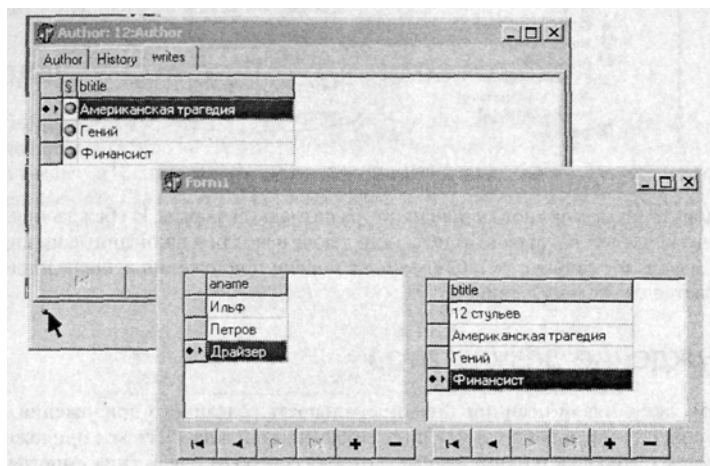 Author: 12:Author
Author History writes
§ btitle
Американская трагедия
Гений
Финансист
Form1
aname
Ильф
Петров
Драйзер
btitle
12 стульев
Американская трагедия
Гений
Финансист